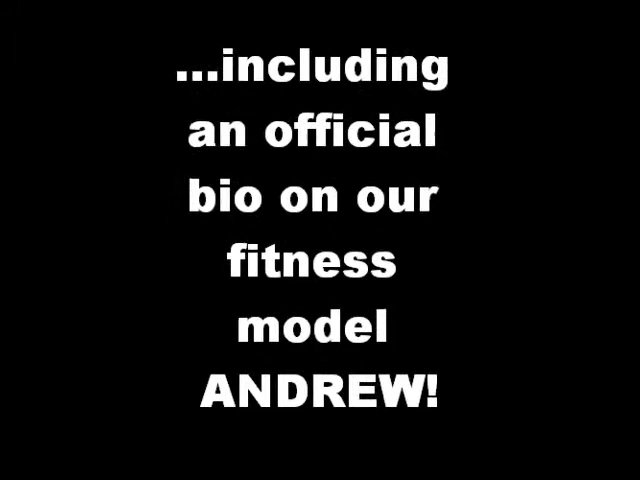 ...including
an official
bio on our
fitness
model
ANDREW!